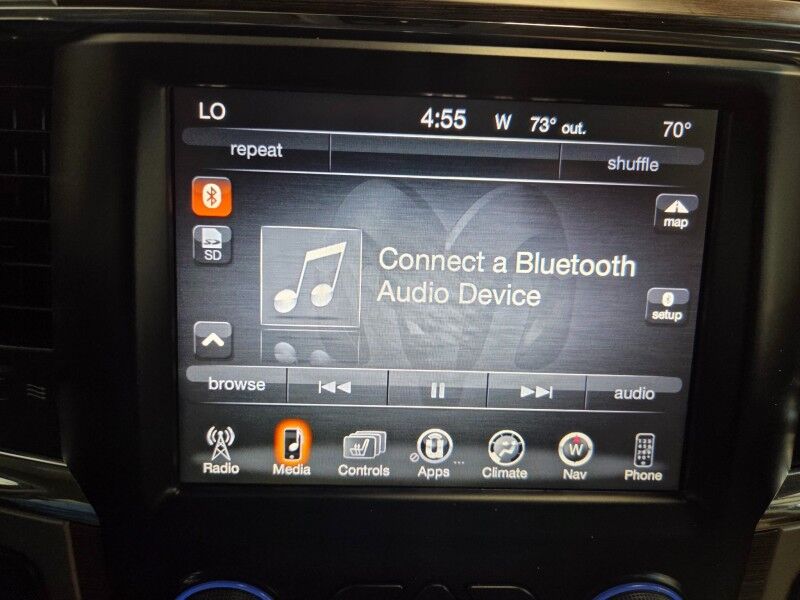 LO 4:55 W 73° out. 70°
repeat shuffle
map
SD
Connect a Bluetooth
Audio Device
setup
browse audio
Radio Media Controls Apps Climate Nav Phone
W